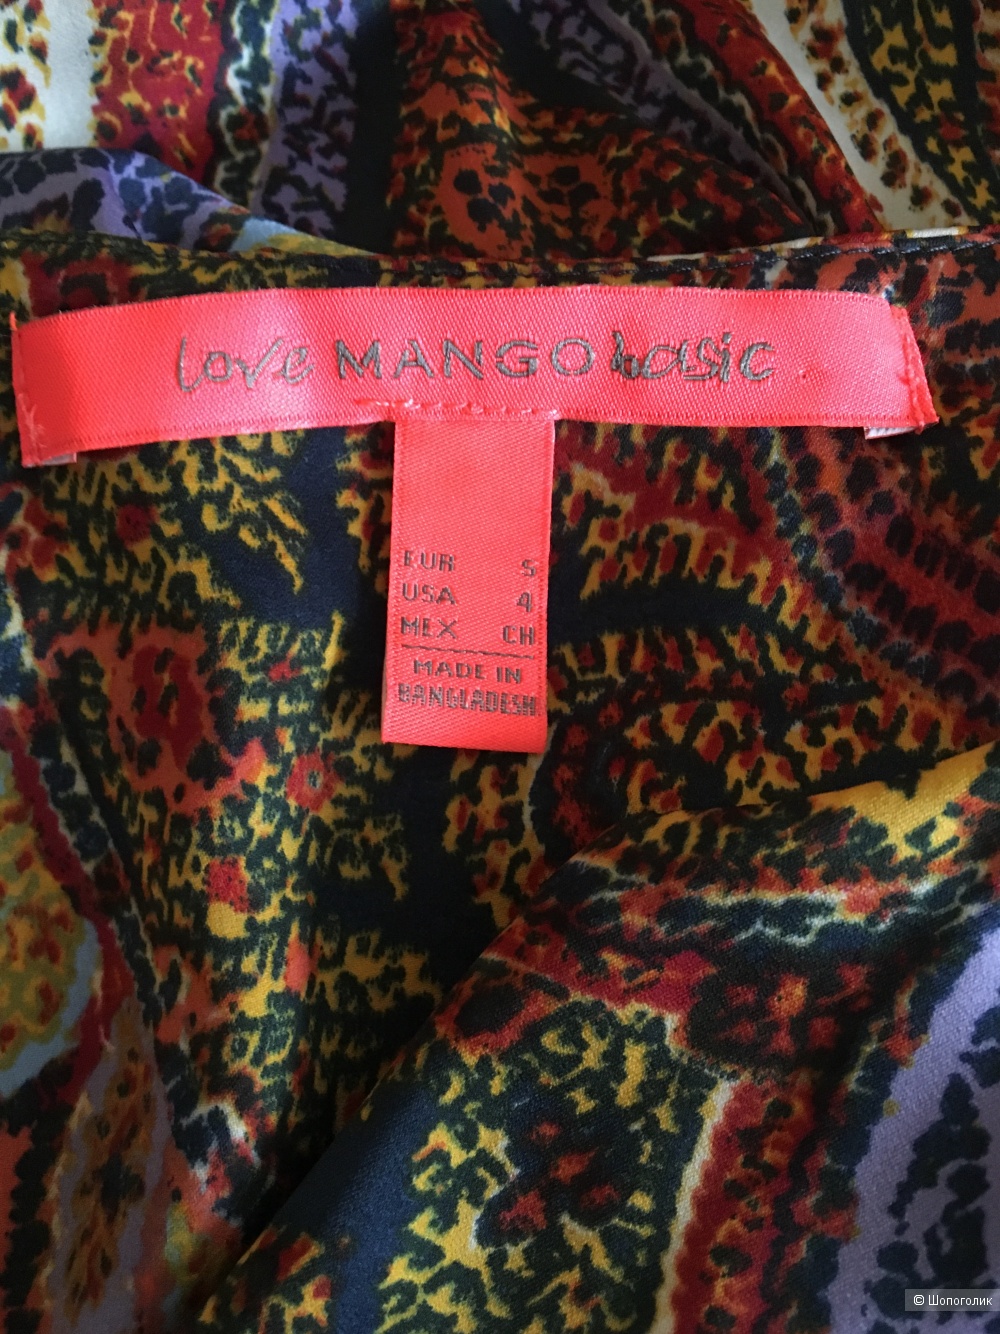 love MANGO basic
EUR S
USA 4
MEX CH
MADE IN
BANGLADESH
© Шопоголик